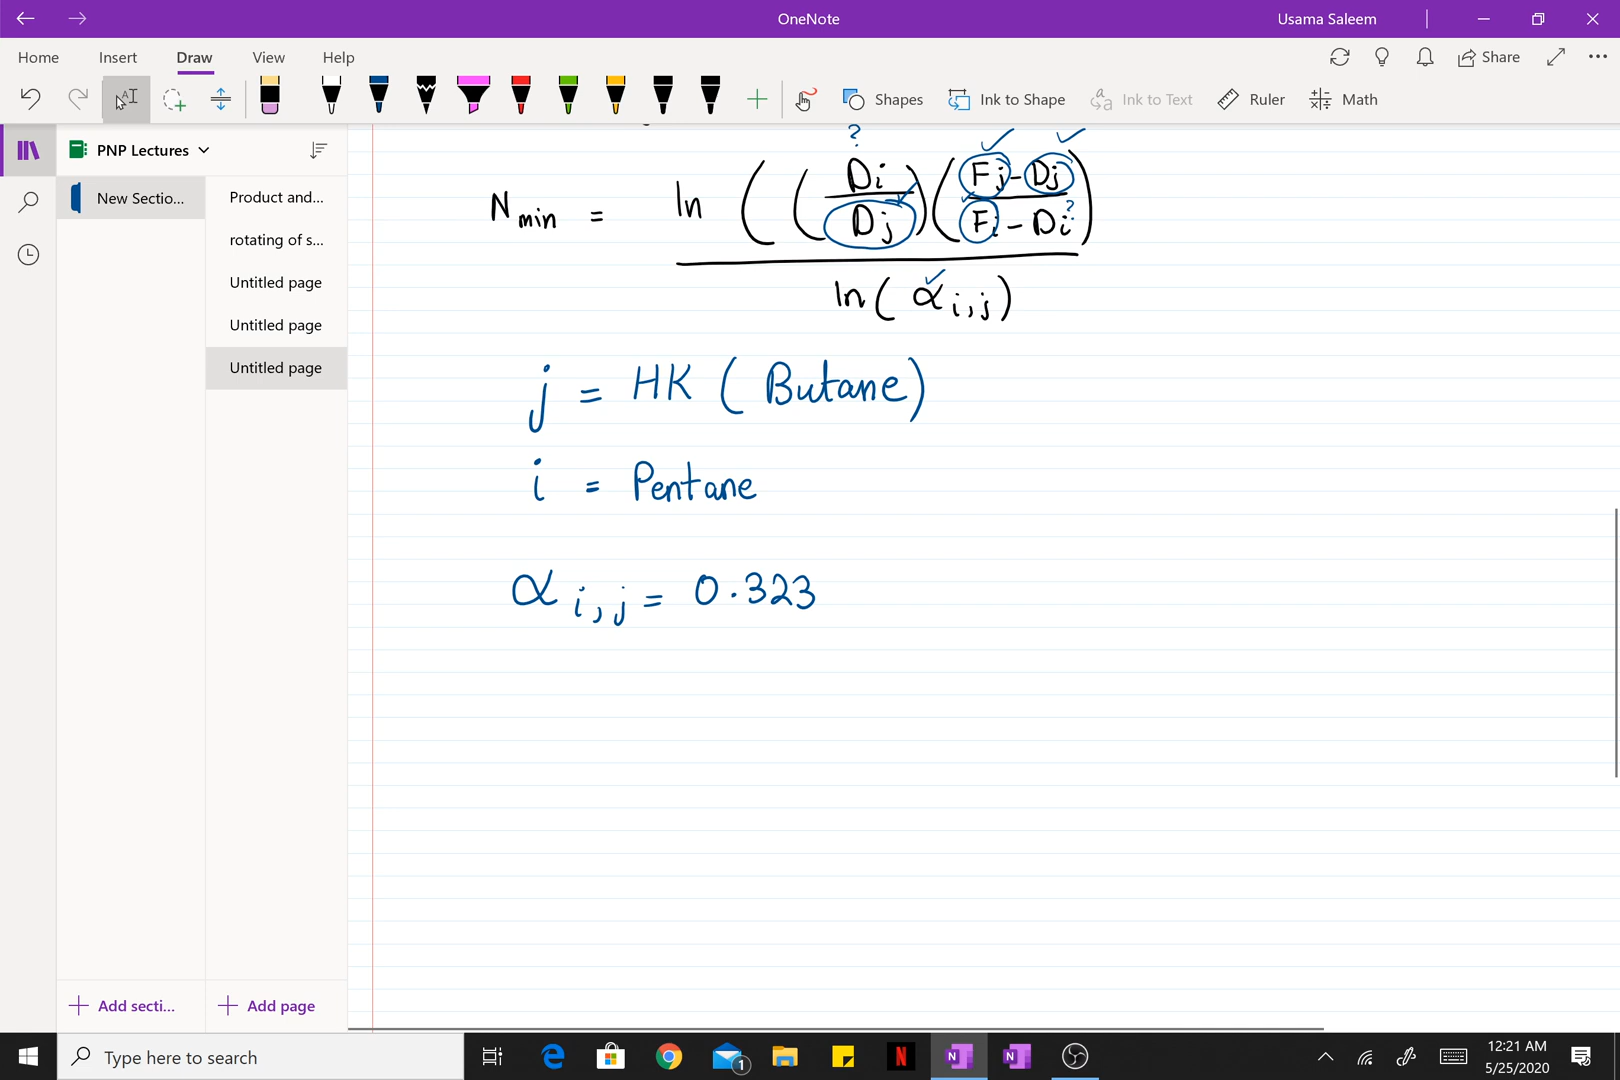 OneNote
Usama Saleem
Home Insert Draw View Help
Share
Shapes Ink to Shape Ink to Text Ruler Math
PNP Lectures
New Sectio...
Product and...
rotating of s...
Untitled page
Untitled page
Untitled page
Add secti...
Add page
?
N min = ln ( ( Di / Dj ) ( Fj - Dj / Fi - Di ) )
?
ln ( α i,j )
j = HK ( Butane )
i = Pentane
α i,j = 0.323
Type here to search
1
12:21 AM
5/25/2020